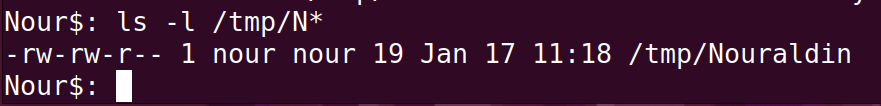 Nour$: ls -l /tmp/N*
-rw-rw-r-- 1 nour nour 19 Jan 17 11:18 /tmp/Nouraldin
Nour$: